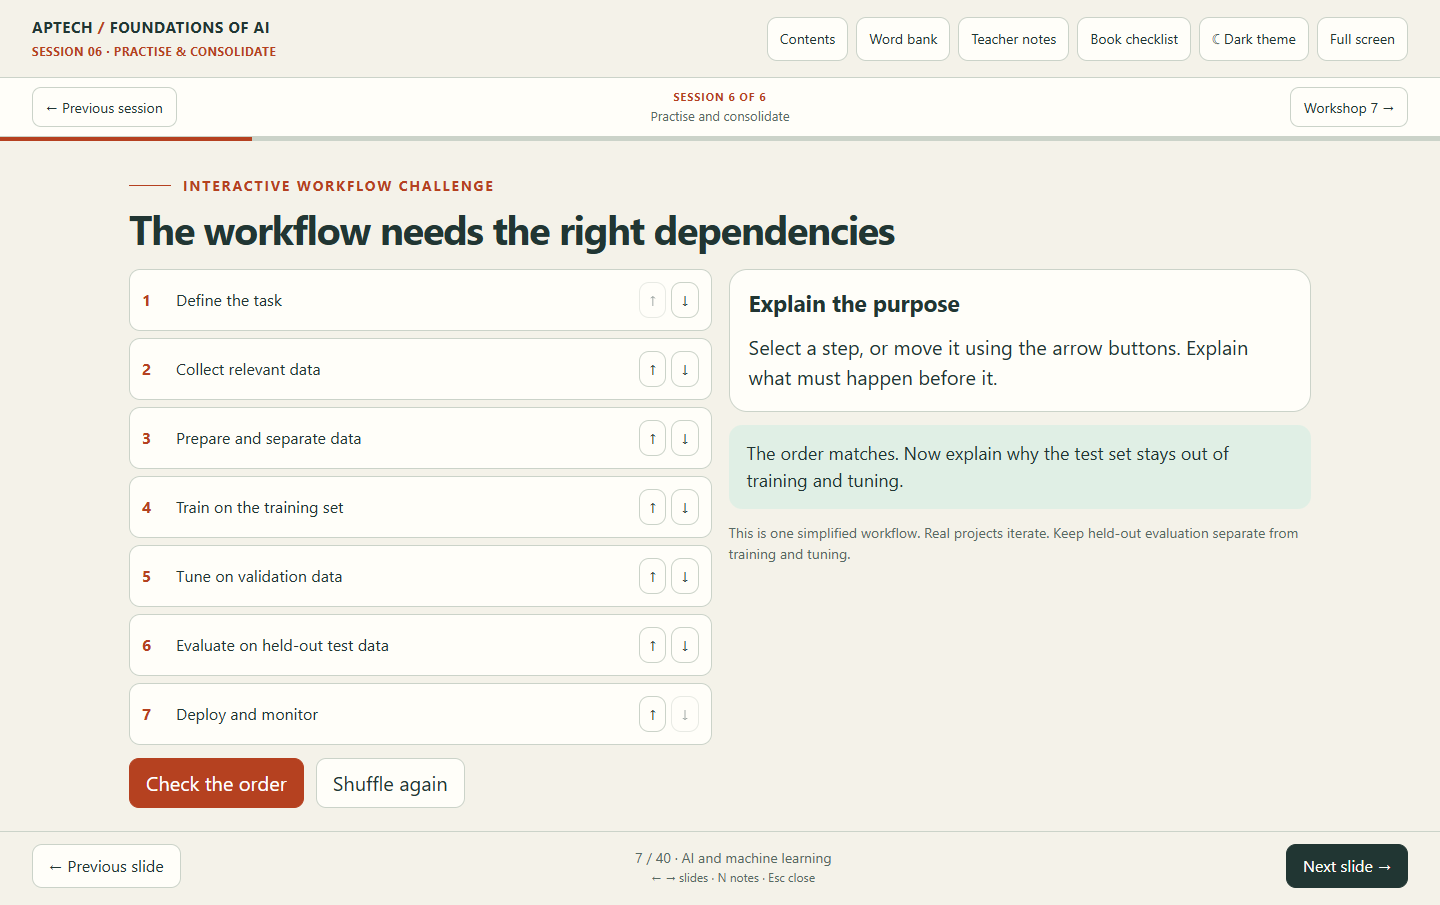 APTECH / FOUNDATIONS OF AI
SESSION 06 · PRACTISE & CONSOLIDATE
Contents
Word bank
Teacher notes
Book checklist
☾ Dark theme
Full screen
← Previous session
SESSION 6 OF 6
Practise and consolidate
Workshop 7 →
INTERACTIVE WORKFLOW CHALLENGE
The workflow needs the right dependencies
1 Define the task ↑ ↓
2 Collect relevant data ↑ ↓
3 Prepare and separate data ↑ ↓
4 Train on the training set ↑ ↓
5 Tune on validation data ↑ ↓
6 Evaluate on held-out test data ↑ ↓
7 Deploy and monitor ↑ ↓
Check the order
Shuffle again
Explain the purpose
Select a step, or move it using the arrow buttons. Explain
what must happen before it.
The order matches. Now explain why the test set stays out of
training and tuning.
This is one simplified workflow. Real projects iterate. Keep held-out evaluation separate from
training and tuning.
← Previous slide
7 / 40 · AI and machine learning
← → slides · N notes · Esc close
Next slide →